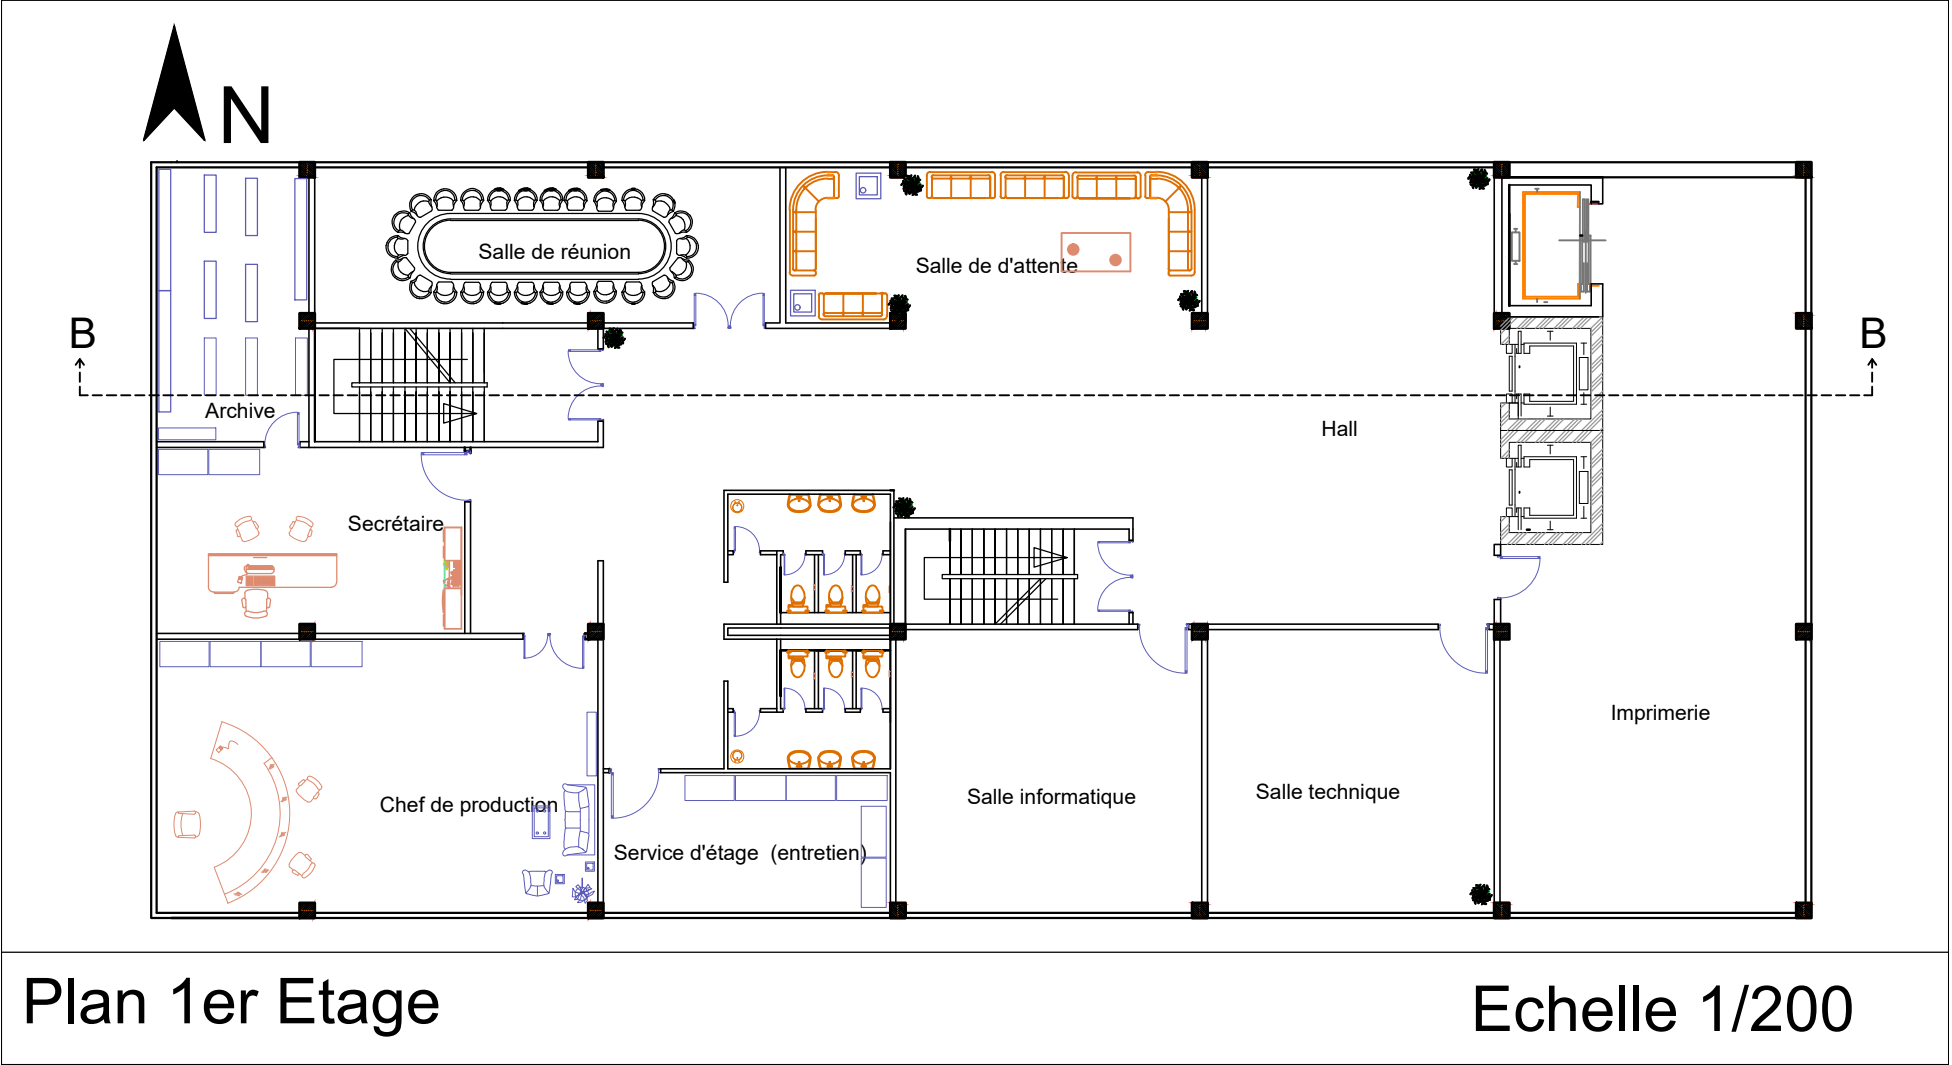 N
Salle de réunion
Salle de d'attente
B
B
Archive
Hall
Secrétaire
Imprimerie
Chef de production
Salle informatique
Salle technique
Service d'étage (entretien)
Plan 1er Etage
Echelle 1/200